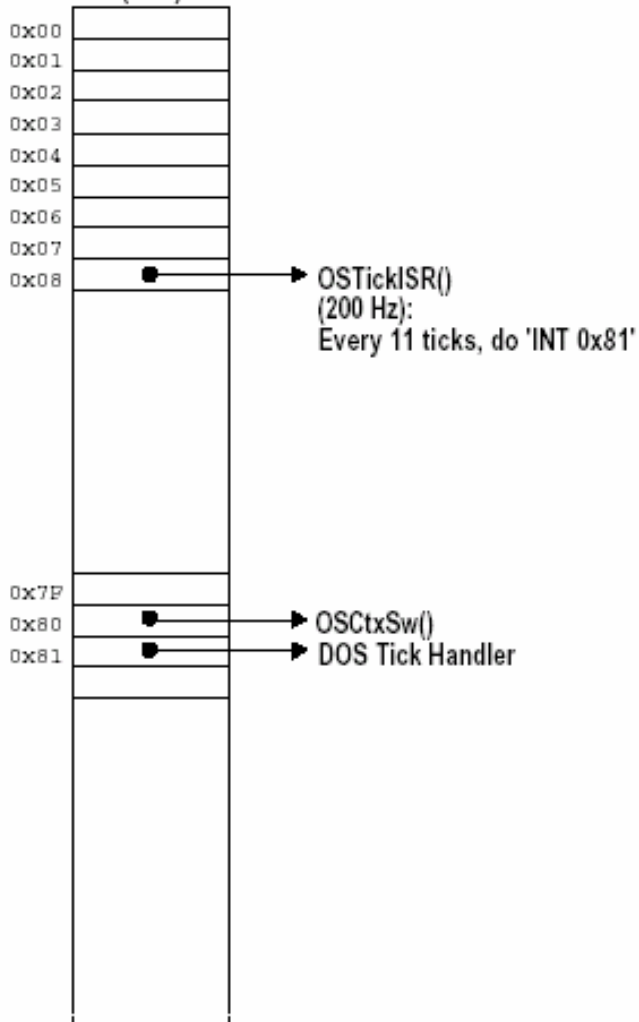 0x00
0x01
0x02
0x03
0x04
0x05
0x06
0x07
0x08
OSTickISR()
(200 Hz):
Every 11 ticks, do 'INT 0x81'
0x7F
0x80
OSCtxSw()
0x81
DOS Tick Handler